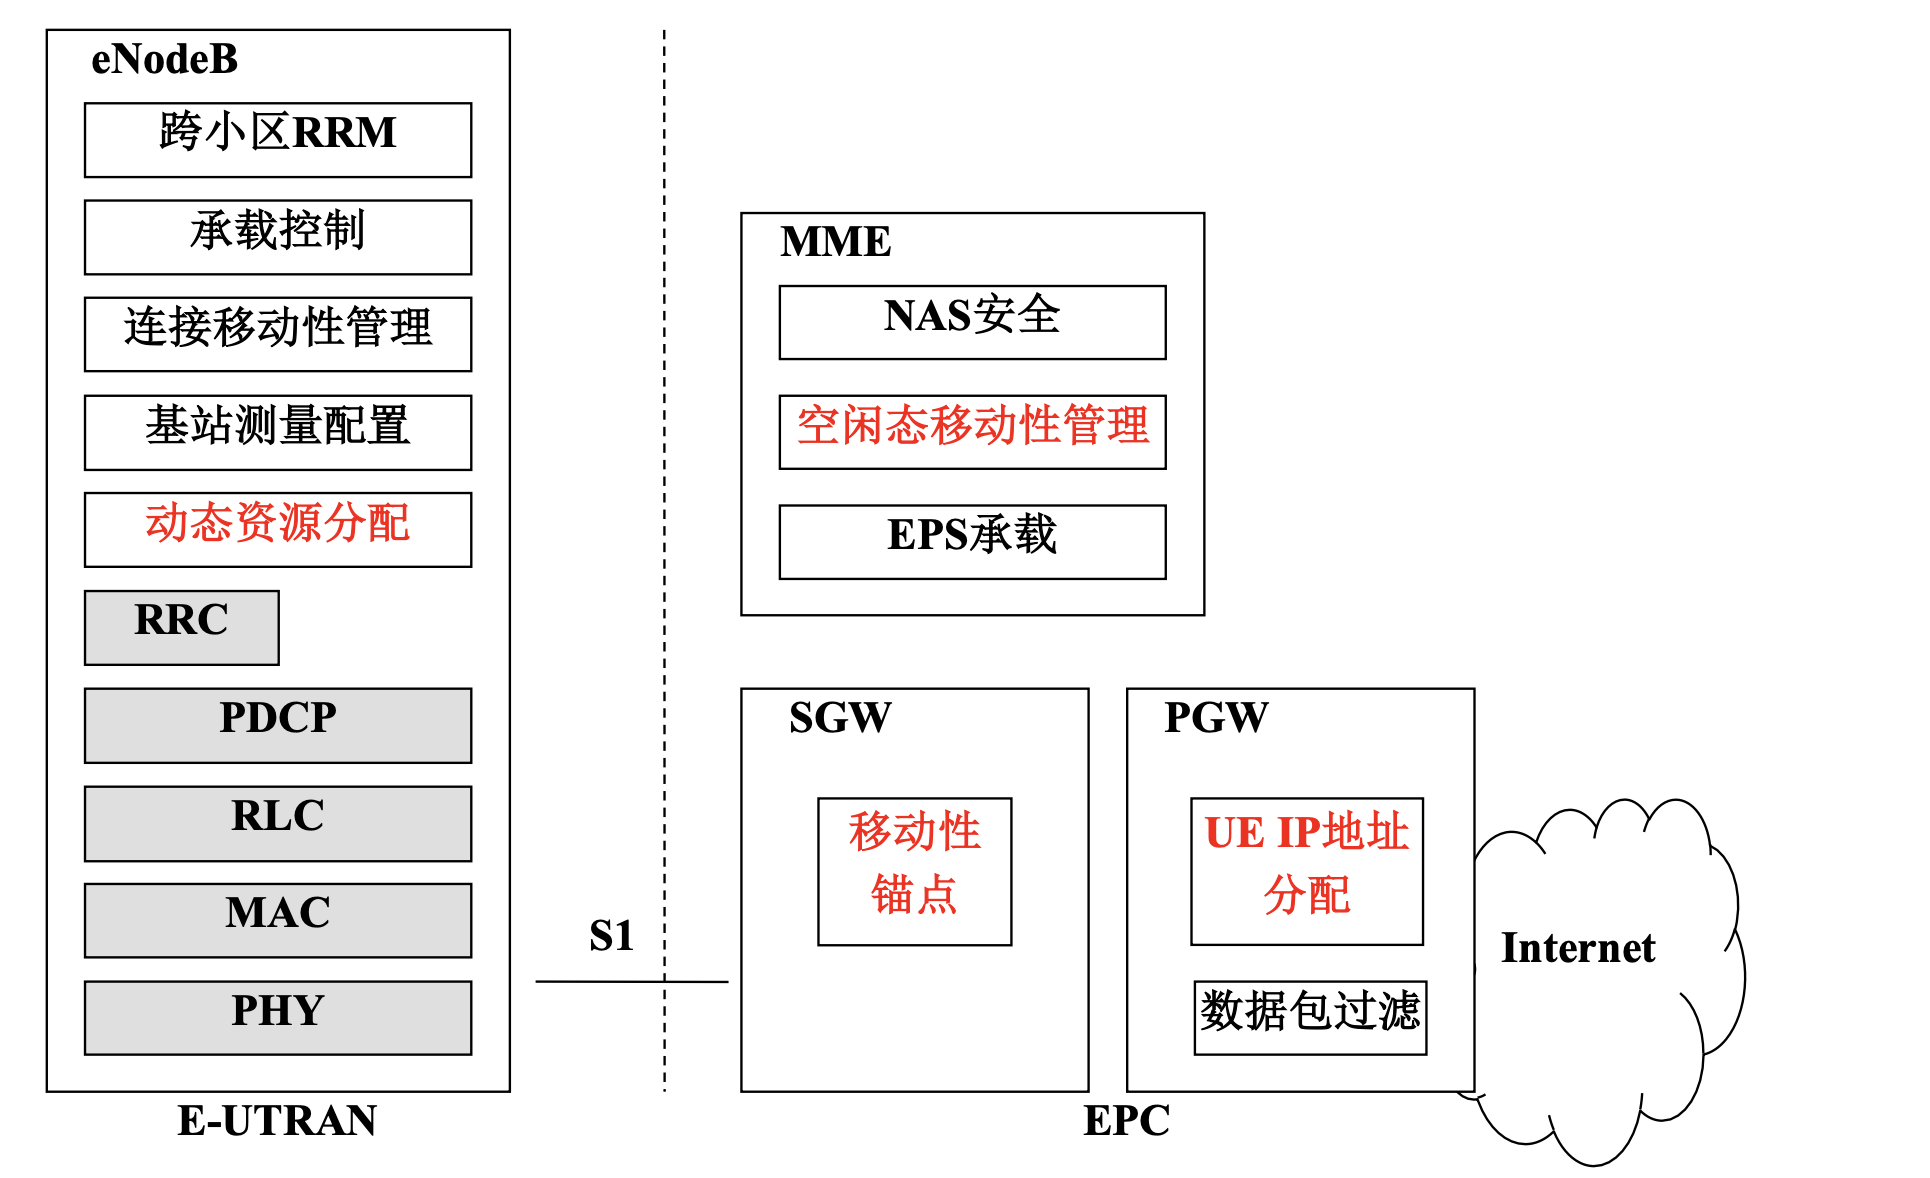 eNodeB
跨小区RRM
承载控制
连接移动性管理
基站测量配置
动态资源分配
RRC
PDCP
RLC
MAC
PHY
E-UTRAN
S1
MME
NAS安全
空闲态移动性管理
EPS承载
SGW
移动性
锚点
PGW
UE IP地址
分配
数据包过滤
EPC
Internet